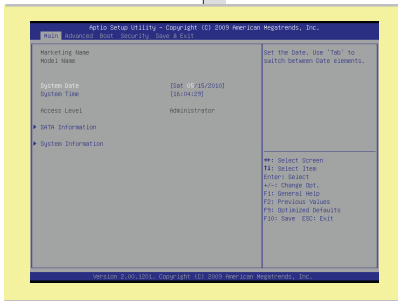 Aptio Setup Utility - Copyright (C) 2009 American Megatrends, Inc.
Main Advanced Boot Security Save & Exit
Marketing Name
Model Name
System Date [Sat 05/15/2010]
System Time [16:04:29]
Access Level Administrator
SATA Information
System Information
Set the Date. Use 'Tab' to
switch between Date elements.
↔: Select Screen
↑↓: Select Item
Enter: Select
+/-: Change Opt.
F1: General Help
F2: Previous Values
F9: Optimized Defaults
F10: Save ESC: Exit
Version 2.00.1201. Copyright (C) 2009 American Megatrends, Inc.